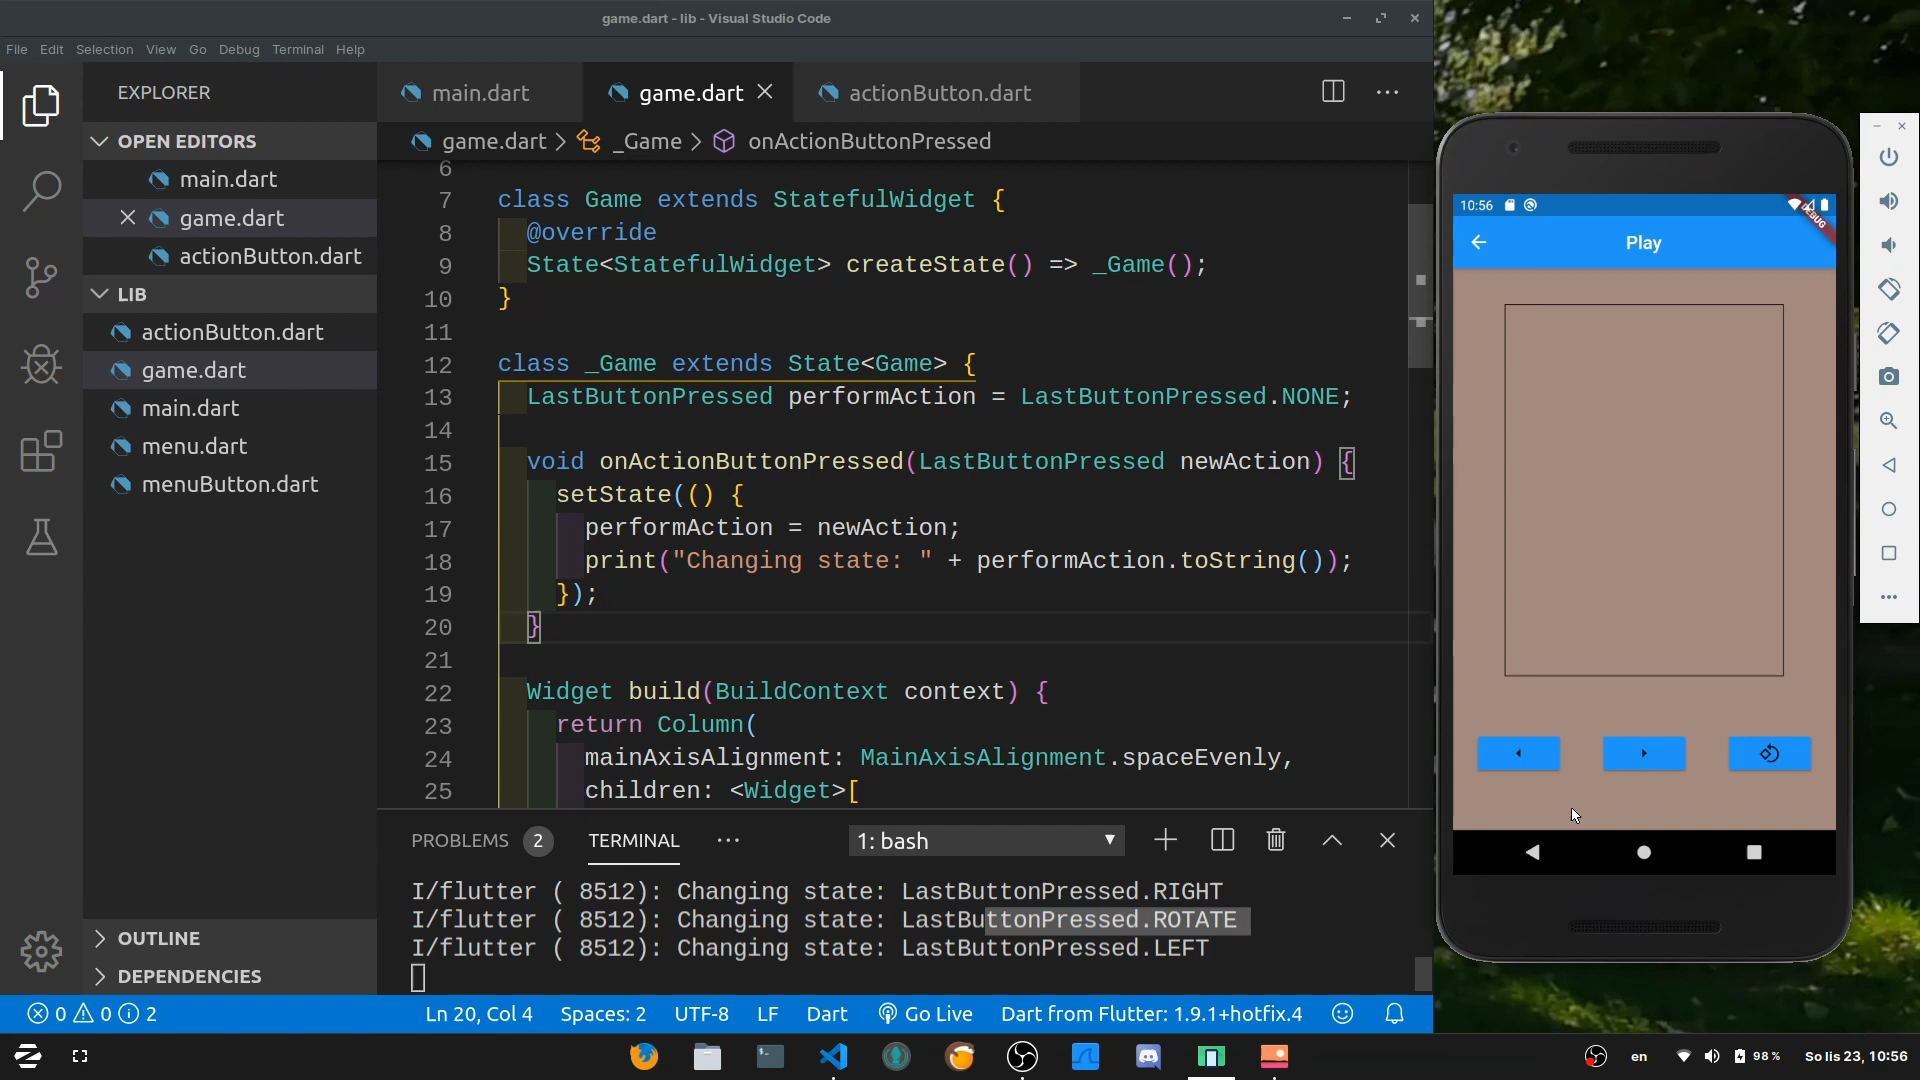 game.dart - lib - Visual Studio Code
File Edit Selection View Go Debug Terminal Help
EXPLORER
OPEN EDITORS
main.dart
game.dart
actionButton.dart
LIB
actionButton.dart
game.dart
main.dart
menu.dart
menuButton.dart
OUTLINE
DEPENDENCIES
main.dart game.dart actionButton.dart
game.dart > _Game > onActionButtonPressed
6
7 class Game extends StatefulWidget {
8 @override
9 State<StatefulWidget> createState() => _Game();
10 }
11
12 class _Game extends State<Game> {
13 LastButtonPressed performAction = LastButtonPressed.NONE;
14
15 void onActionButtonPressed(LastButtonPressed newAction) {
16 setState(() {
17 performAction = newAction;
18 print("Changing state: " + performAction.toString());
19 });
20 }
21
22 Widget build(BuildContext context) {
23 return Column(
24 mainAxisAlignment: MainAxisAlignment.spaceEvenly,
25 children: <Widget>[
PROBLEMS 2 TERMINAL ··· 1: bash
I/flutter ( 8512): Changing state: LastButtonPressed.RIGHT
I/flutter ( 8512): Changing state: LastButtonPressed.ROTATE
I/flutter ( 8512): Changing state: LastButtonPressed.LEFT
0 0 2 Ln 20, Col 4 Spaces: 2 UTF-8 LF Dart Go Live Dart from Flutter: 1.9.1+hotfix.4
10:56
DEBUG
Play
en 98% So lis 23, 10:56